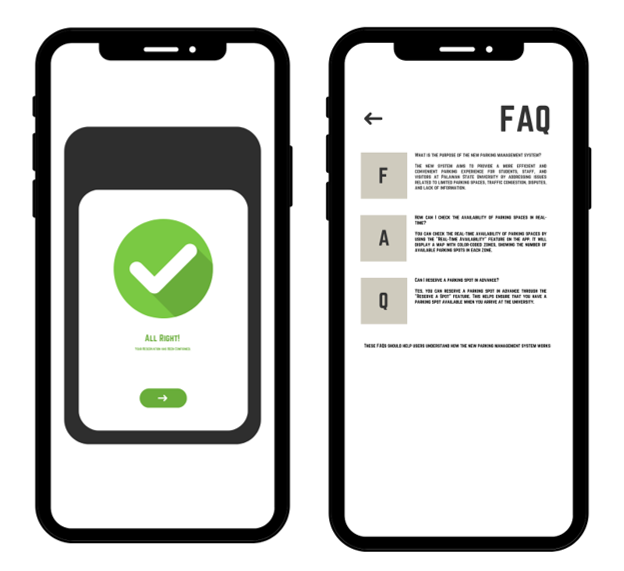 All Right!
Your Reservation has been confirmed
FAQ
F
What is the purpose of the new parking management system?
The new system aims to provide a more efficient and
convenient parking experience for students, staff, and
visitors at Palawan State University by addressing issues
related to limited parking spaces, traffic congestion, disputes,
and lack of information.
A
How can I check the availability of parking spaces in real-
time?
You can check the real-time availability of parking spaces by
using the "Real-Time Availability" feature on the app. It will
display a map with color-coded zones, showing the number of
available parking spots in each zone.
Q
Can I reserve a parking spot in advance?
Yes, you can reserve a parking spot in advance through the
"Reserve a Spot" feature. This helps ensure that you have a
parking spot available when you arrive at the university.
These FAQs should help users understand how the new parking management system works